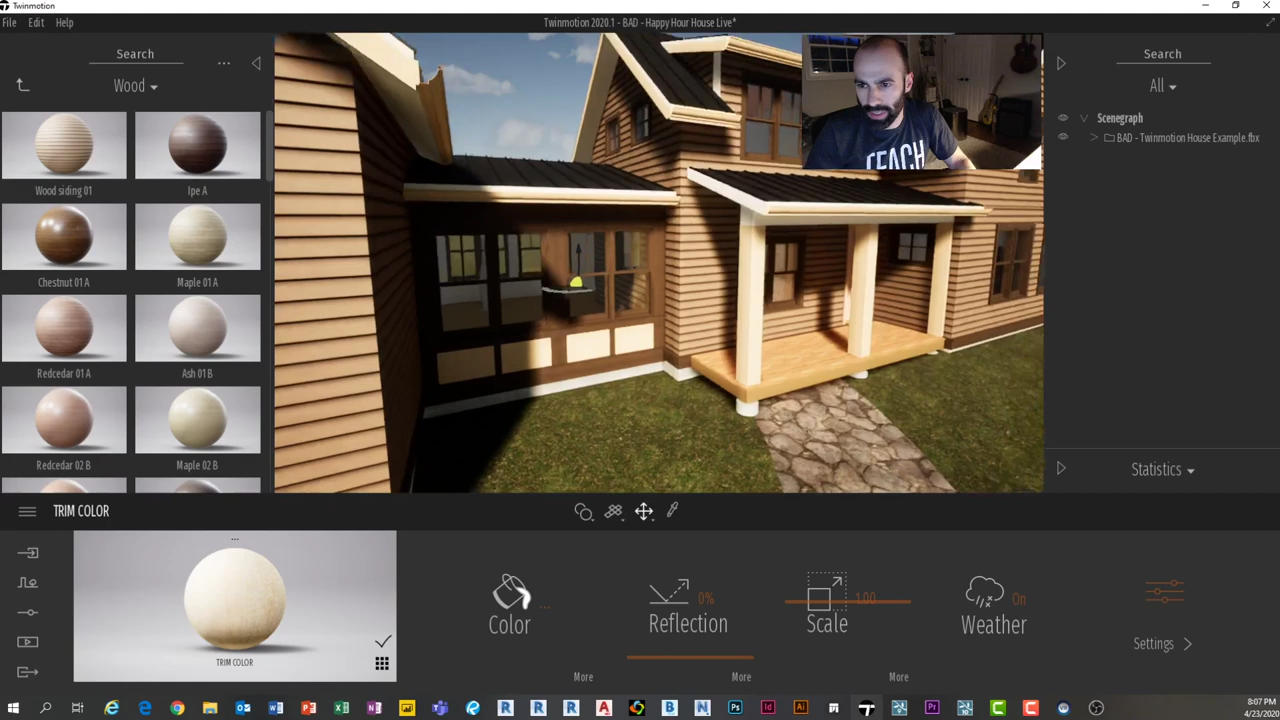 Twinmotion
File Edit Help
Twinmotion 2020.1 - BAD - Happy Hour House Live*
Search
...
Wood
Wood siding 01
Ipe A
Chestnut 01 A
Maple 01 A
Redcedar 01 A
Ash 01 B
Redcedar 02 B
Maple 02 B
TEACH
Search
All
Scenegraph
BAD - Twinmotion House Example.fbx
Statistics
TRIM COLOR
...
TRIM COLOR
Color
...
More
Reflection
0%
More
Scale
1.00
More
Weather
On
Settings
8:07 PM
4/23/2020